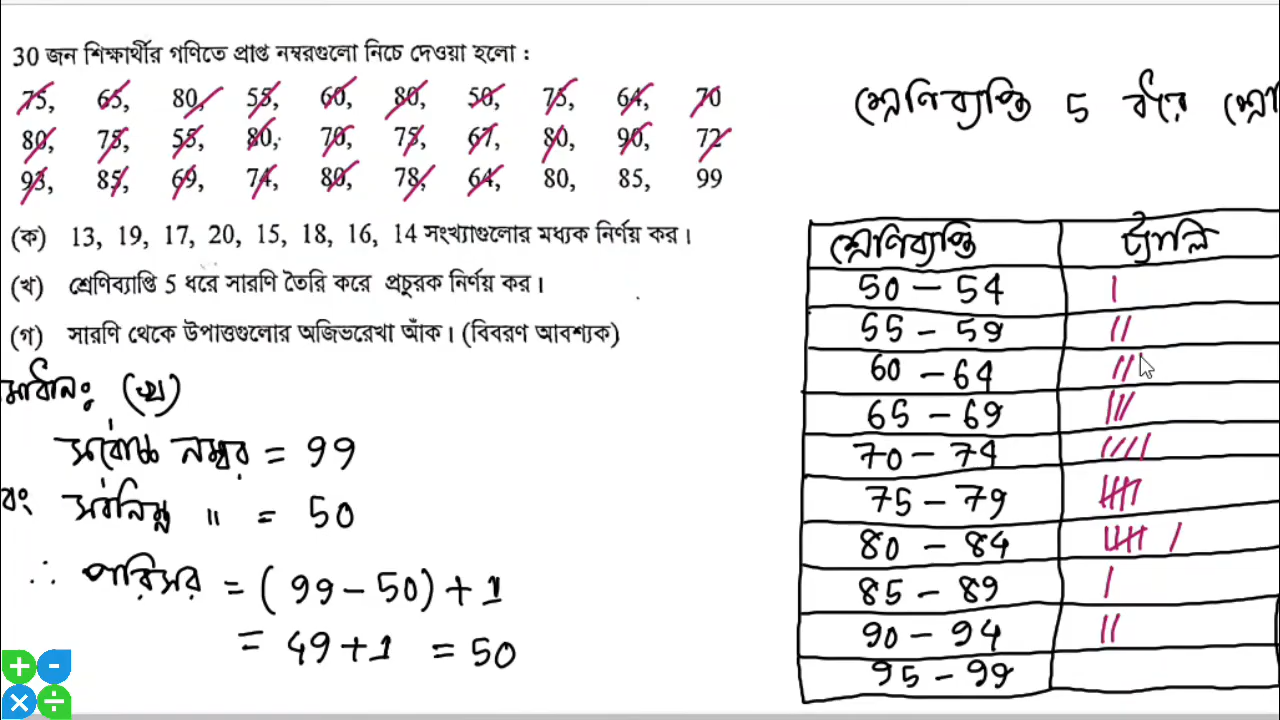 30 জন শিক্ষার্থীর গণিতে প্রাপ্ত নম্বরগুলো নিচে দেওয়া হলো :
75, 65, 80, 55, 60, 80, 50, 75, 64, 70
80, 75, 55, 80, 70, 75, 67, 80, 90, 72
93, 85, 69, 74, 80, 78, 64, 80, 85, 99
(ক) 13, 19, 17, 20, 15, 18, 16, 14 সংখ্যাগুলোর মধ্যক নির্ণয় কর।
(খ) শ্রেণিব্যাপ্তি 5 ধরে সারণি তৈরি করে প্রচুরক নির্ণয় কর।
(গ) সারণি থেকে উপাত্তগুলোর অজিভরেখা আঁক। (বিবরণ আবশ্যক)
মাধান: (খ)
সর্বোচ্চ নম্বর = 99
বং সর্বনিম্ন " = 50
∴ পরিসর = (99 – 50) + 1
= 49 + 1 = 50
শ্রেণিব্যাপ্তি 5 ধরে শ্রে
শ্রেণিব্যাপ্তি ট্যালি
50 – 54 |
55 – 59 ||
60 – 64 ||
65 – 69 |||
70 – 74 ||||
75 – 79 ||||
80 – 84 |||| |
85 – 89 |
90 – 94 ||
95 – 99
+ -
× ÷